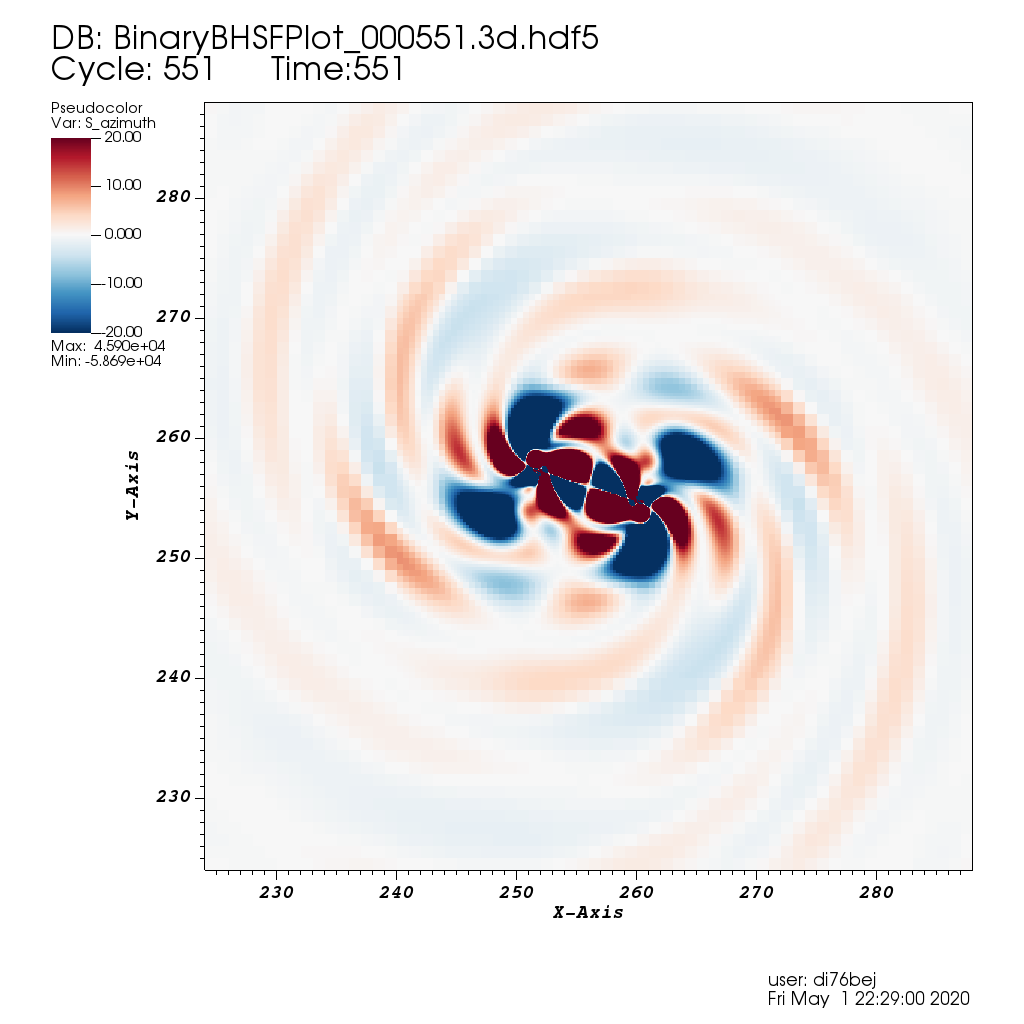 DB: BinaryBHSFPlot_000551.3d.hdf5
Cycle: 551 Time:551
Pseudocolor
Var: S_azimuth
20.00
10.00
0.000
-10.00
-20.00
Max: 4.590e+04
Min: -5.869e+04
280
270
260
250
240
230
Y-Axis
230 240 250 260 270 280
X-Axis
user: di76bej
Fri May 1 22:29:00 2020